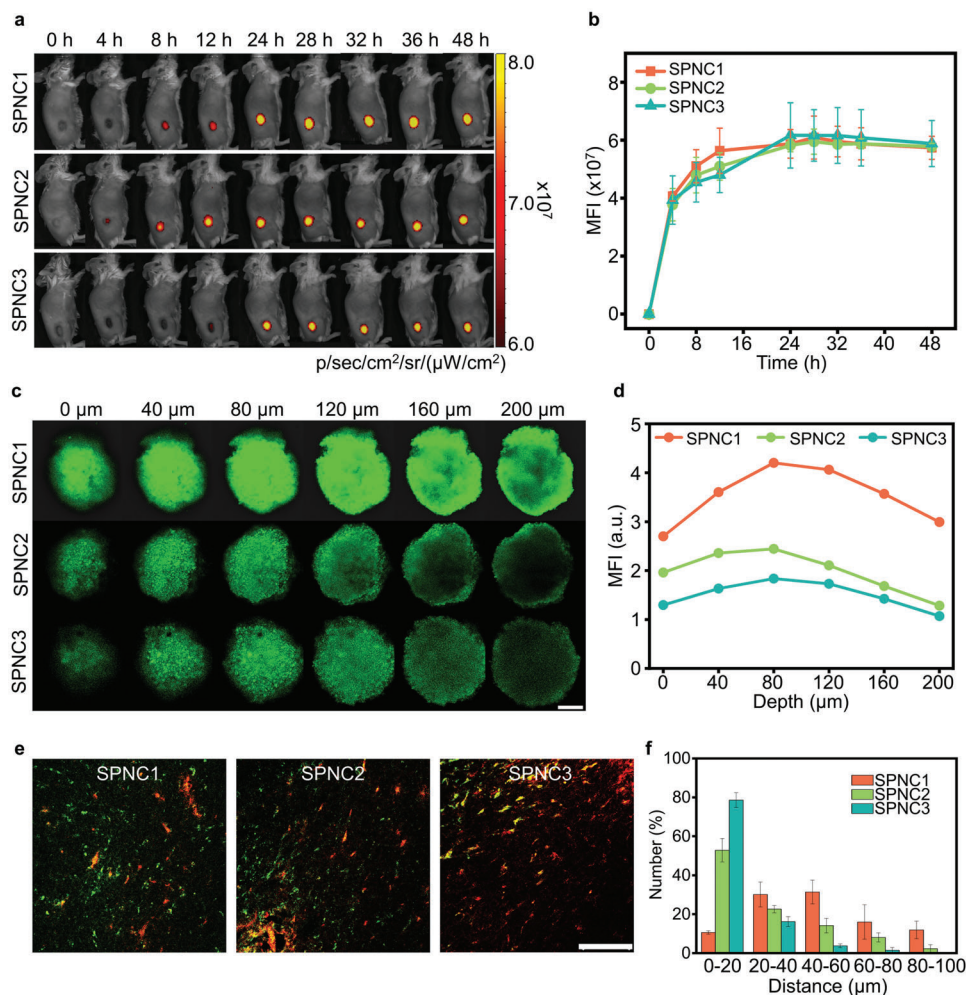 a
0 h 4 h 8 h 12 h 24 h 28 h 32 h 36 h 48 h
SPNC1
SPNC2
SPNC3
8.0
7.0
6.0
x10⁷
p/sec/cm²/sr/(μW/cm²)
b
SPNC1
SPNC2
SPNC3
MFI (x10⁷)
8
6
4
2
0
0 8 16 24 32 40 48
Time (h)
c
0 μm 40 μm 80 μm 120 μm 160 μm 200 μm
SPNC1
SPNC2
SPNC3
d
SPNC1 SPNC2 SPNC3
MFI (a.u.)
5
4
3
2
1
0
0 40 80 120 160 200
Depth (μm)
e
SPNC1 SPNC2 SPNC3
f
SPNC1
SPNC2
SPNC3
Number (%)
100
80
60
40
20
0
0-20 20-40 40-60 60-80 80-100
Distance (μm)